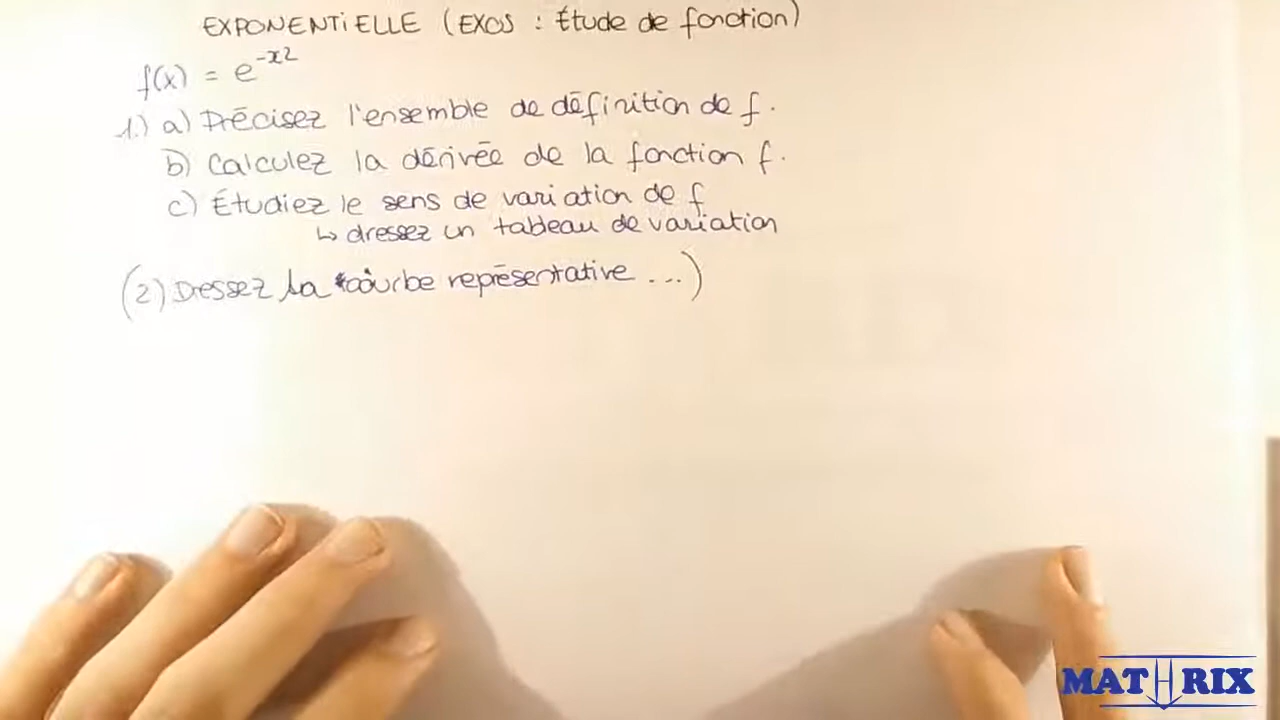 EXPONENTIELLE (EXOS : Étude de fonction)
f(x) = e^{-x2}
1.) a) Précisez l'ensemble de définition de f.
b) Calculez la dérivée de la fonction f.
c) Étudiez le sens de variation de f
↳ dressez un tableau de variation
(2) Dressez la courbe représentative ...)
MATHRIX